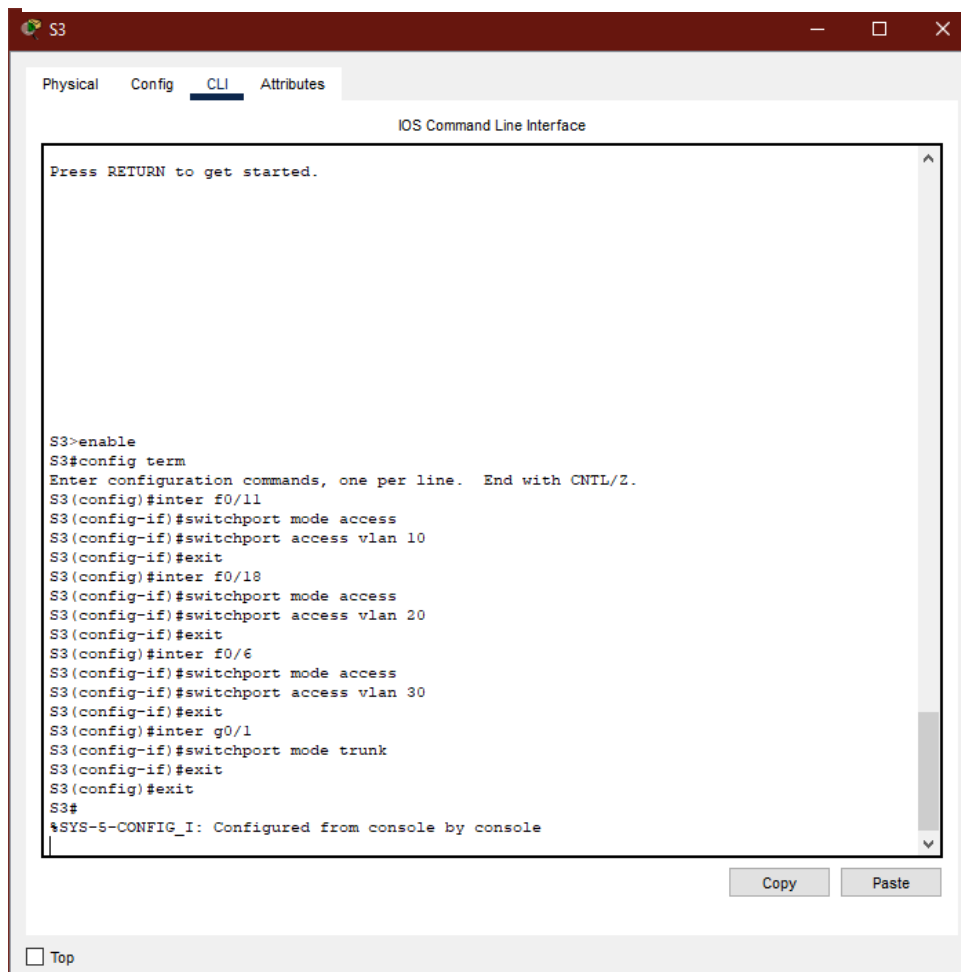 S3
Physical Config CLI Attributes
IOS Command Line Interface
Press RETURN to get started.
S3>enable
S3#config term
Enter configuration commands, one per line.  End with CNTL/Z.
S3(config)#inter f0/11
S3(config-if)#switchport mode access
S3(config-if)#switchport access vlan 10
S3(config-if)#exit
S3(config)#inter f0/18
S3(config-if)#switchport mode access
S3(config-if)#switchport access vlan 20
S3(config-if)#exit
S3(config)#inter f0/6
S3(config-if)#switchport mode access
S3(config-if)#switchport access vlan 30
S3(config-if)#exit
S3(config)#inter g0/1
S3(config-if)#switchport mode trunk
S3(config-if)#exit
S3(config)#exit
S3#
%SYS-5-CONFIG_I: Configured from console by console
Copy Paste
Top